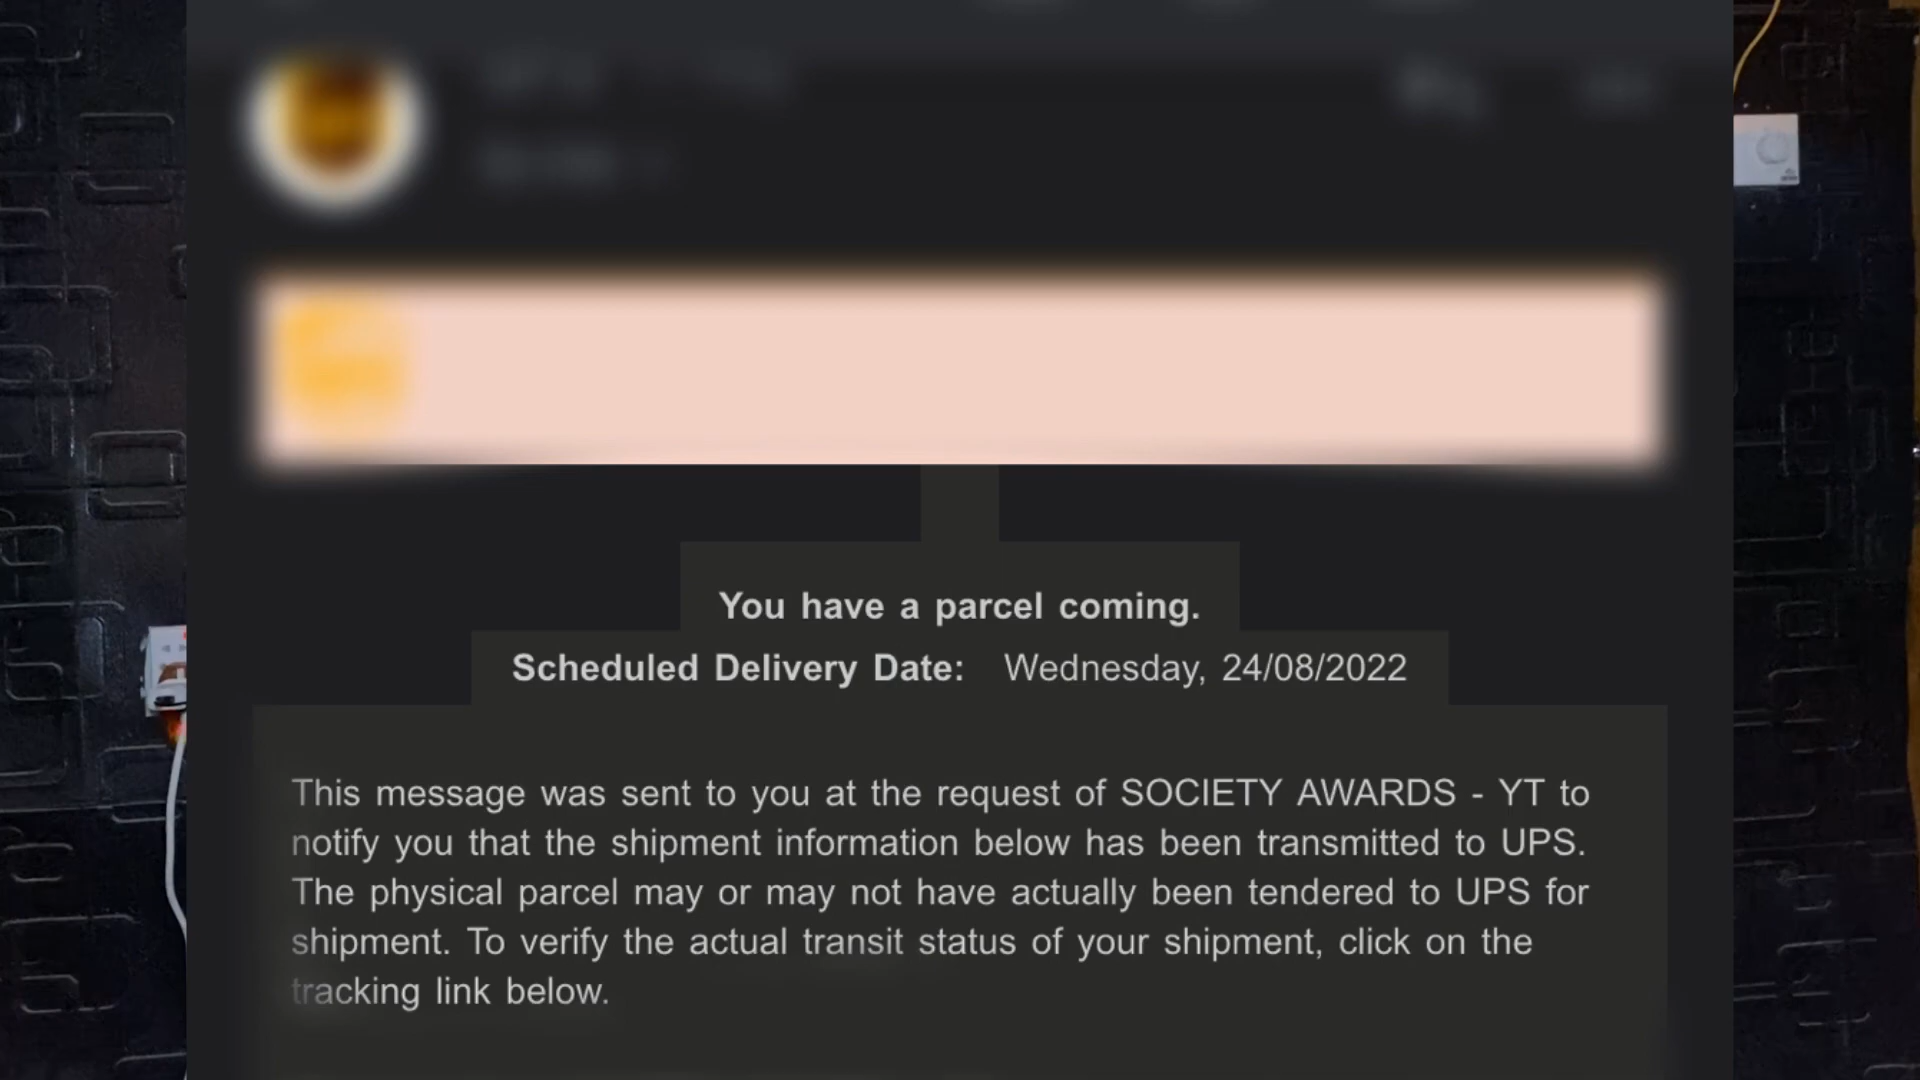 You have a parcel coming.
Scheduled Delivery Date: Wednesday, 24/08/2022
This message was sent to you at the request of SOCIETY AWARDS - YT to
notify you that the shipment information below has been transmitted to UPS.
The physical parcel may or may not have actually been tendered to UPS for
shipment. To verify the actual transit status of your shipment, click on the
tracking link below.